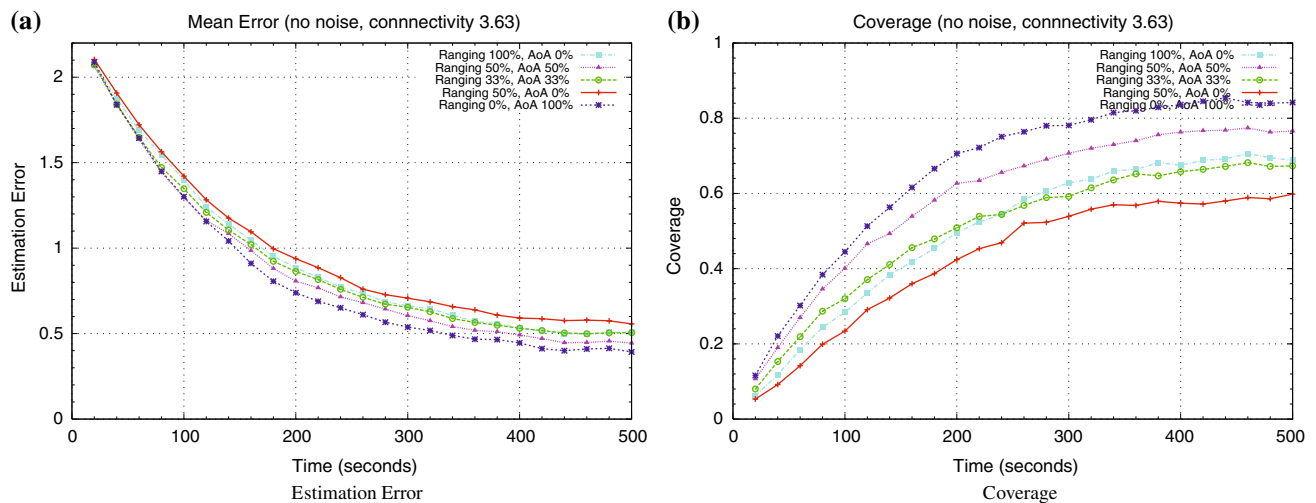 (a)
Mean Error (no noise, connnectivity 3.63)
Ranging 100%, AoA 0%
Ranging 50%, AoA 50%
Ranging 33%, AoA 33%
Ranging 50%, AoA 0%
Ranging 0%, AoA 100%
Estimation Error
2
1.5
1
0.5
0
0 100 200 300 400 500
Time (seconds)
Estimation Error
(b)
Coverage (no noise, connnectivity 3.63)
Ranging 100%, AoA 0%
Ranging 50%, AoA 50%
Ranging 33%, AoA 33%
Ranging 50%, AoA 0%
Ranging 0%, AoA 100%
Coverage
1
0.8
0.6
0.4
0.2
0
0 100 200 300 400 500
Time (seconds)
Coverage